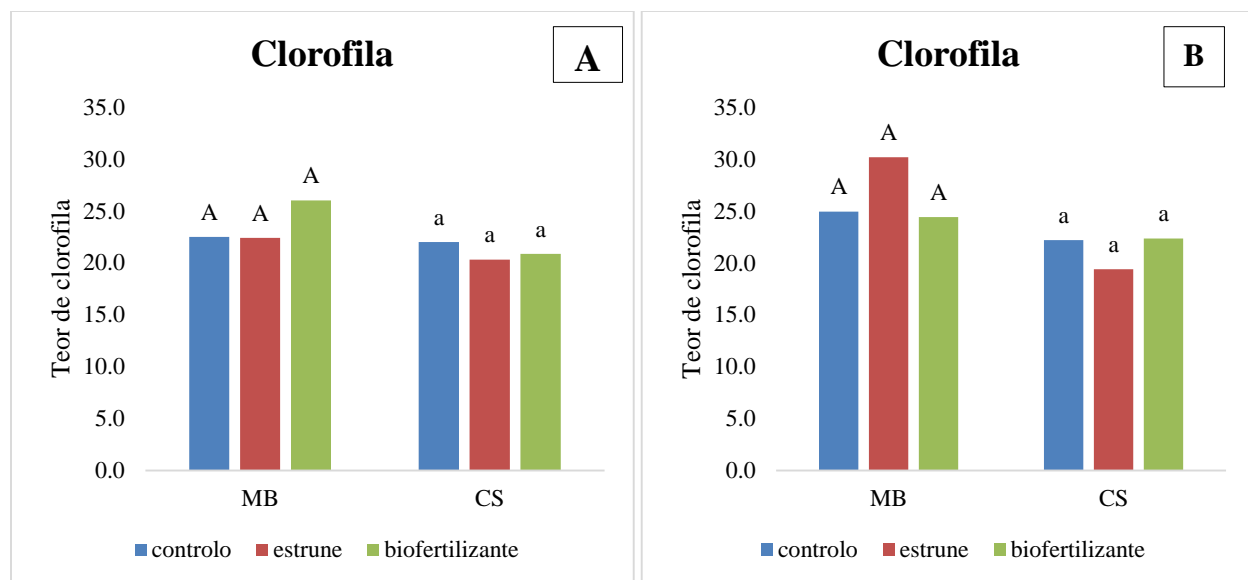 Clorofila
A
35.0
30.0
25.0
20.0
15.0
10.0
5.0
0.0
Teor de clorofila
A A A a a a
MB CS
controlo estrune biofertilizante
Clorofila
B
35.0
30.0
25.0
20.0
15.0
10.0
5.0
0.0
Teor de clorofila
A A A a a a
MB CS
controlo estrune biofertilizante